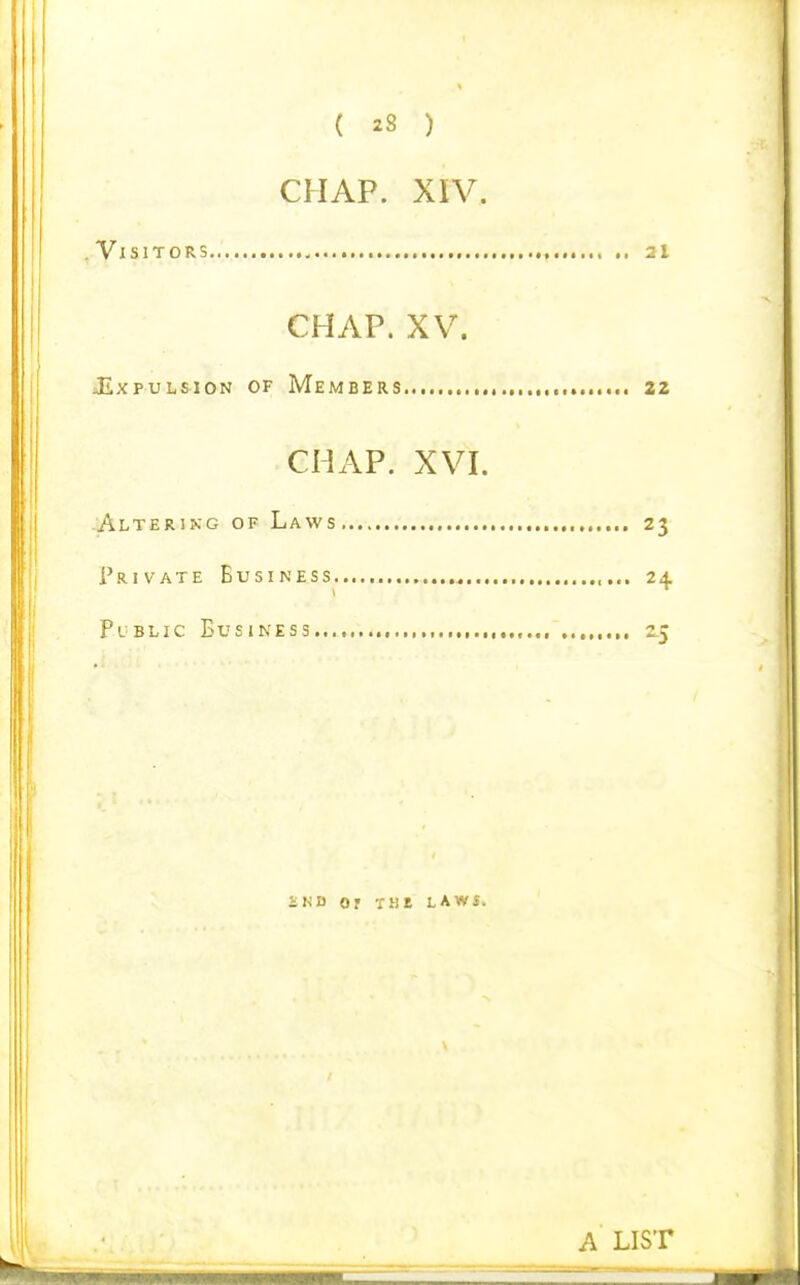 ( 28 )
CHAP. XIV.
VISITORS.................................................. 21
CHAP. XV.
EXPULSION OF MEMBERS............................ 22
CHAP. XVI.
ALTERING OF LAWS.................................. 23
PRIVATE BUSINESS.................................... 24
PUBLIC BUSINESS...................................... 25
END OF THE LAWS.
A LIST